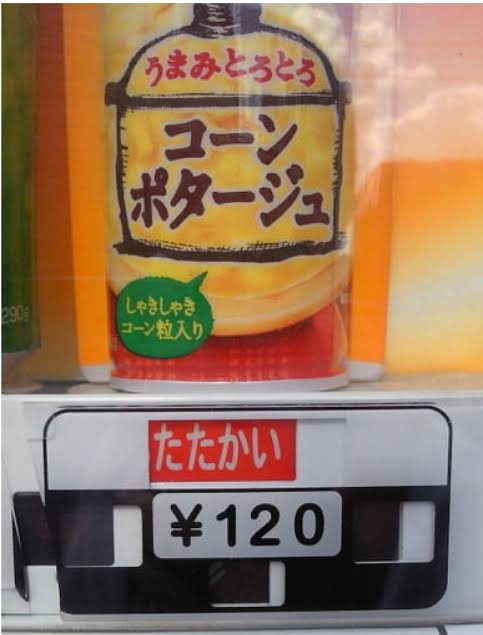 うまみとろとろ
コーン
ポタージュ
しゃきしゃき
コーン粒入り
290g
たたかい
¥120